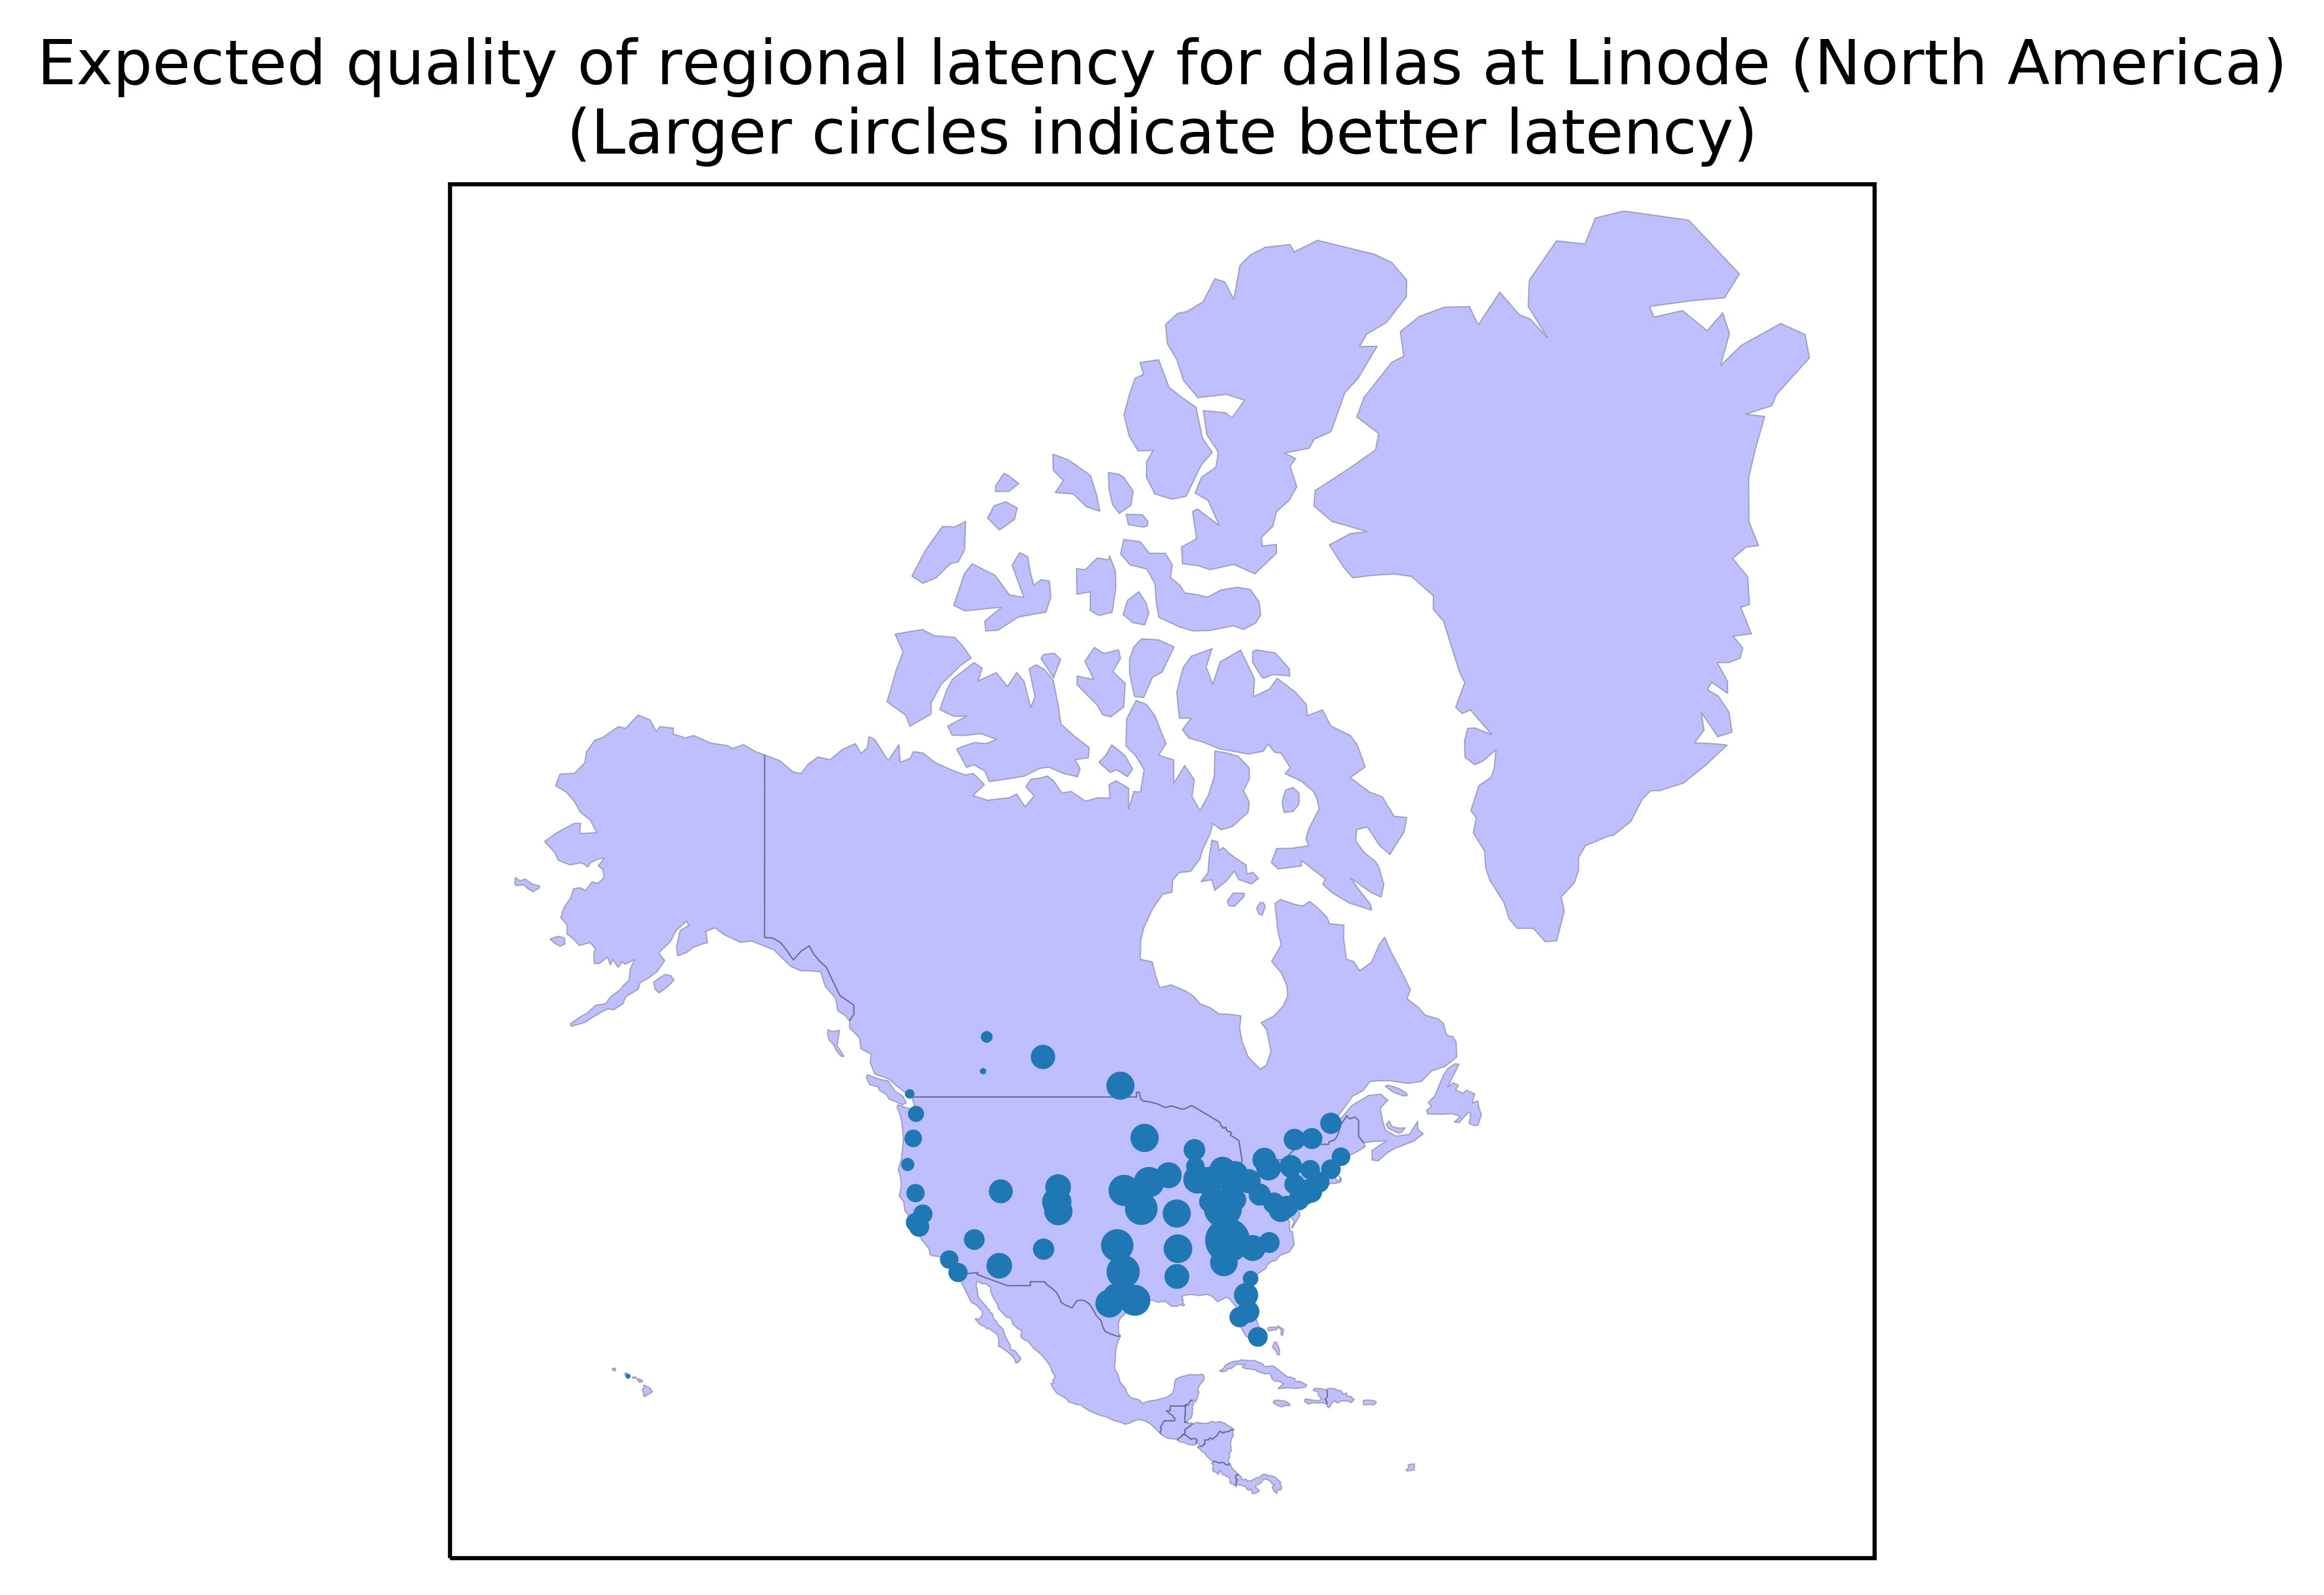 Expected quality of regional latency for dallas at Linode (North America)
(Larger circles indicate better latency)